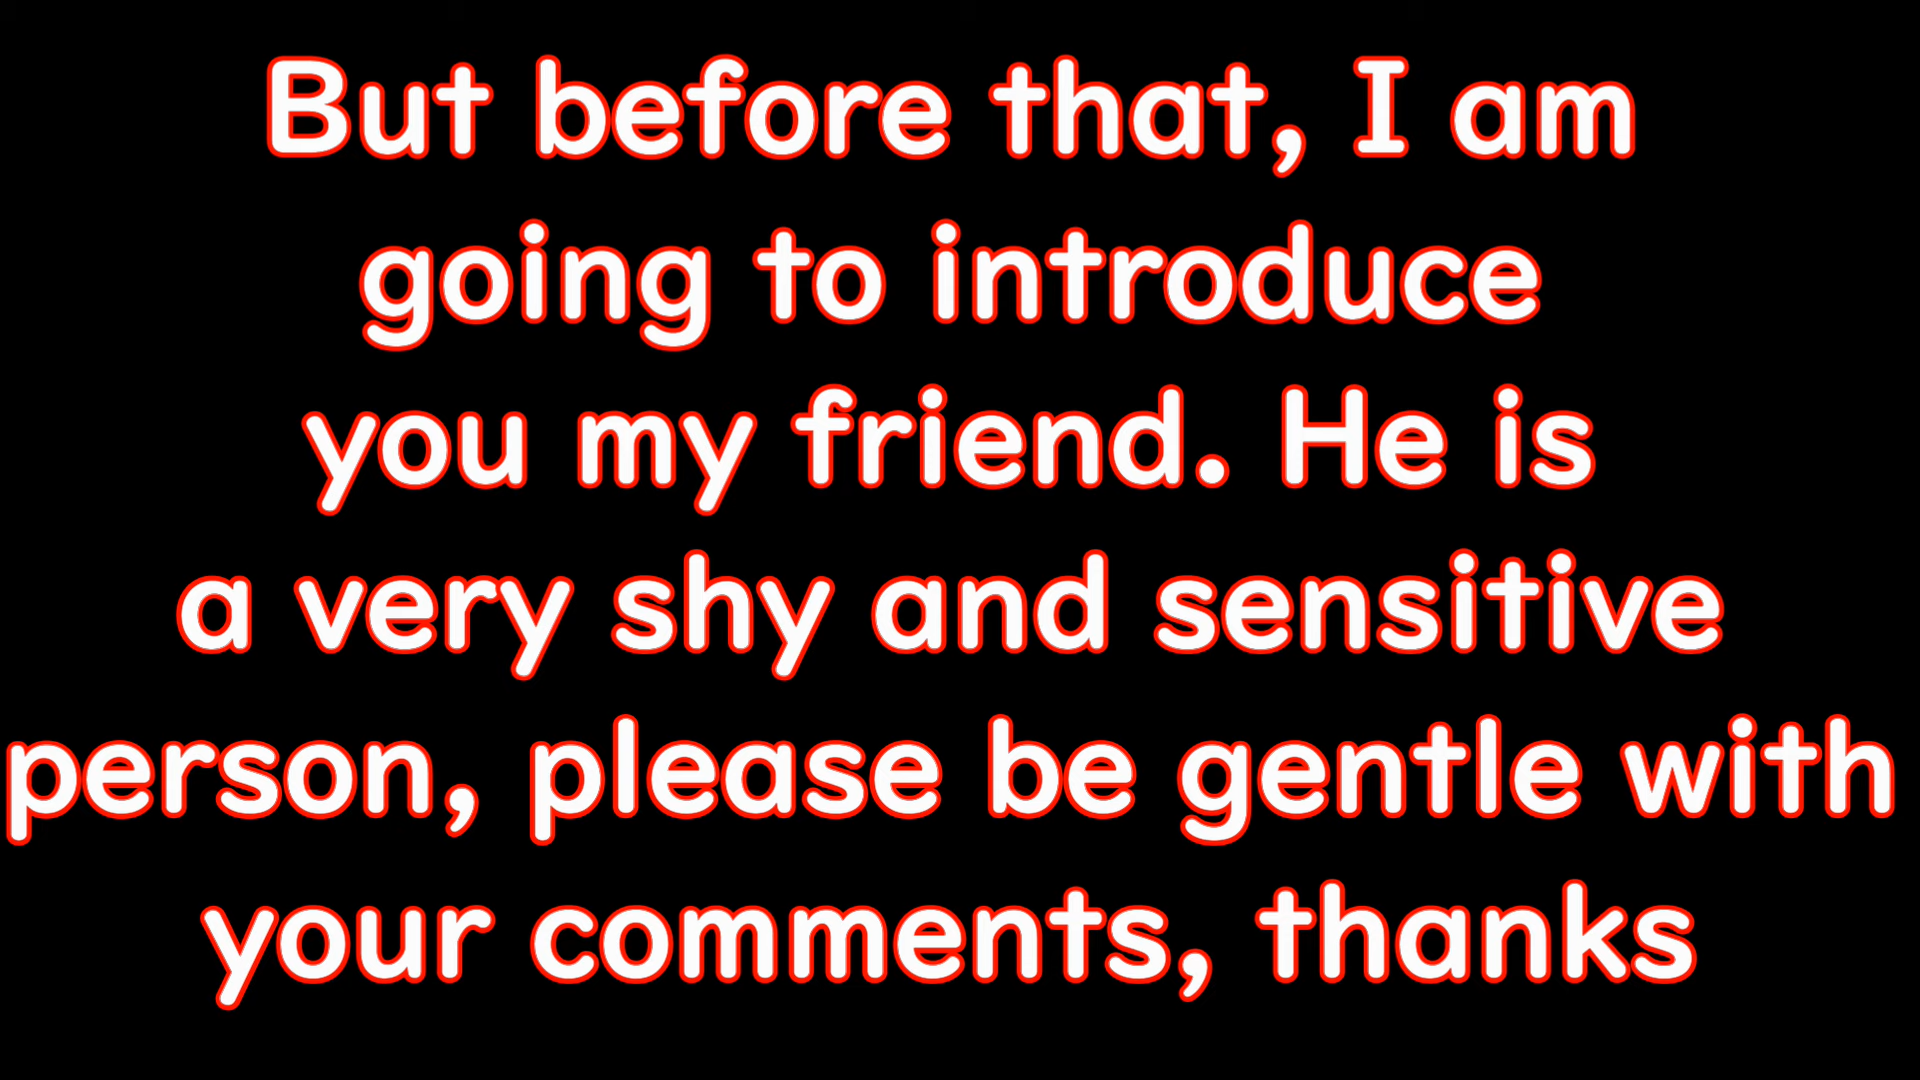 But before that, I am
going to introduce
you my friend. He is
a very shy and sensitive
person, please be gentle with
your comments, thanks